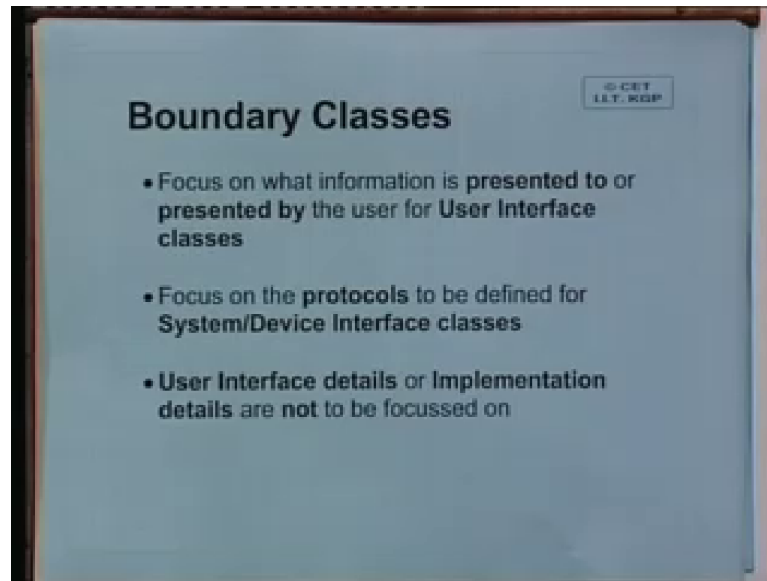 © CET
I.I.T. KGP
Boundary Classes
• Focus on what information is presented to or
presented by the user for User Interface
classes
• Focus on the protocols to be defined for
System/Device Interface classes
• User Interface details or Implementation
details are not to be focussed on